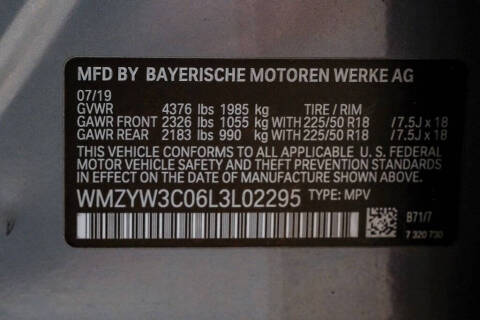 MFD BY BAYERISCHE MOTOREN WERKE AG
07/19
GVWR 4376 lbs 1985 kg TIRE / RIM
GAWR FRONT 2326 lbs 1055 kg WITH 225/50 R18 /7.5J x 18
GAWR REAR 2183 lbs 990 kg WITH 225/50 R18 /7.5J x 18
THIS VEHICLE CONFORMS TO ALL APPLICABLE U. S. FEDERAL
MOTOR VEHICLE SAFETY BUMPER, AND THEFT PREVENTION STANDARDS
IN EFFECT ON THE DATE OF MANUFACTURE SHOWN ABOVE.
WMZYW3C06L3L02295 TYPE: MPV
B71/7
7 320 730